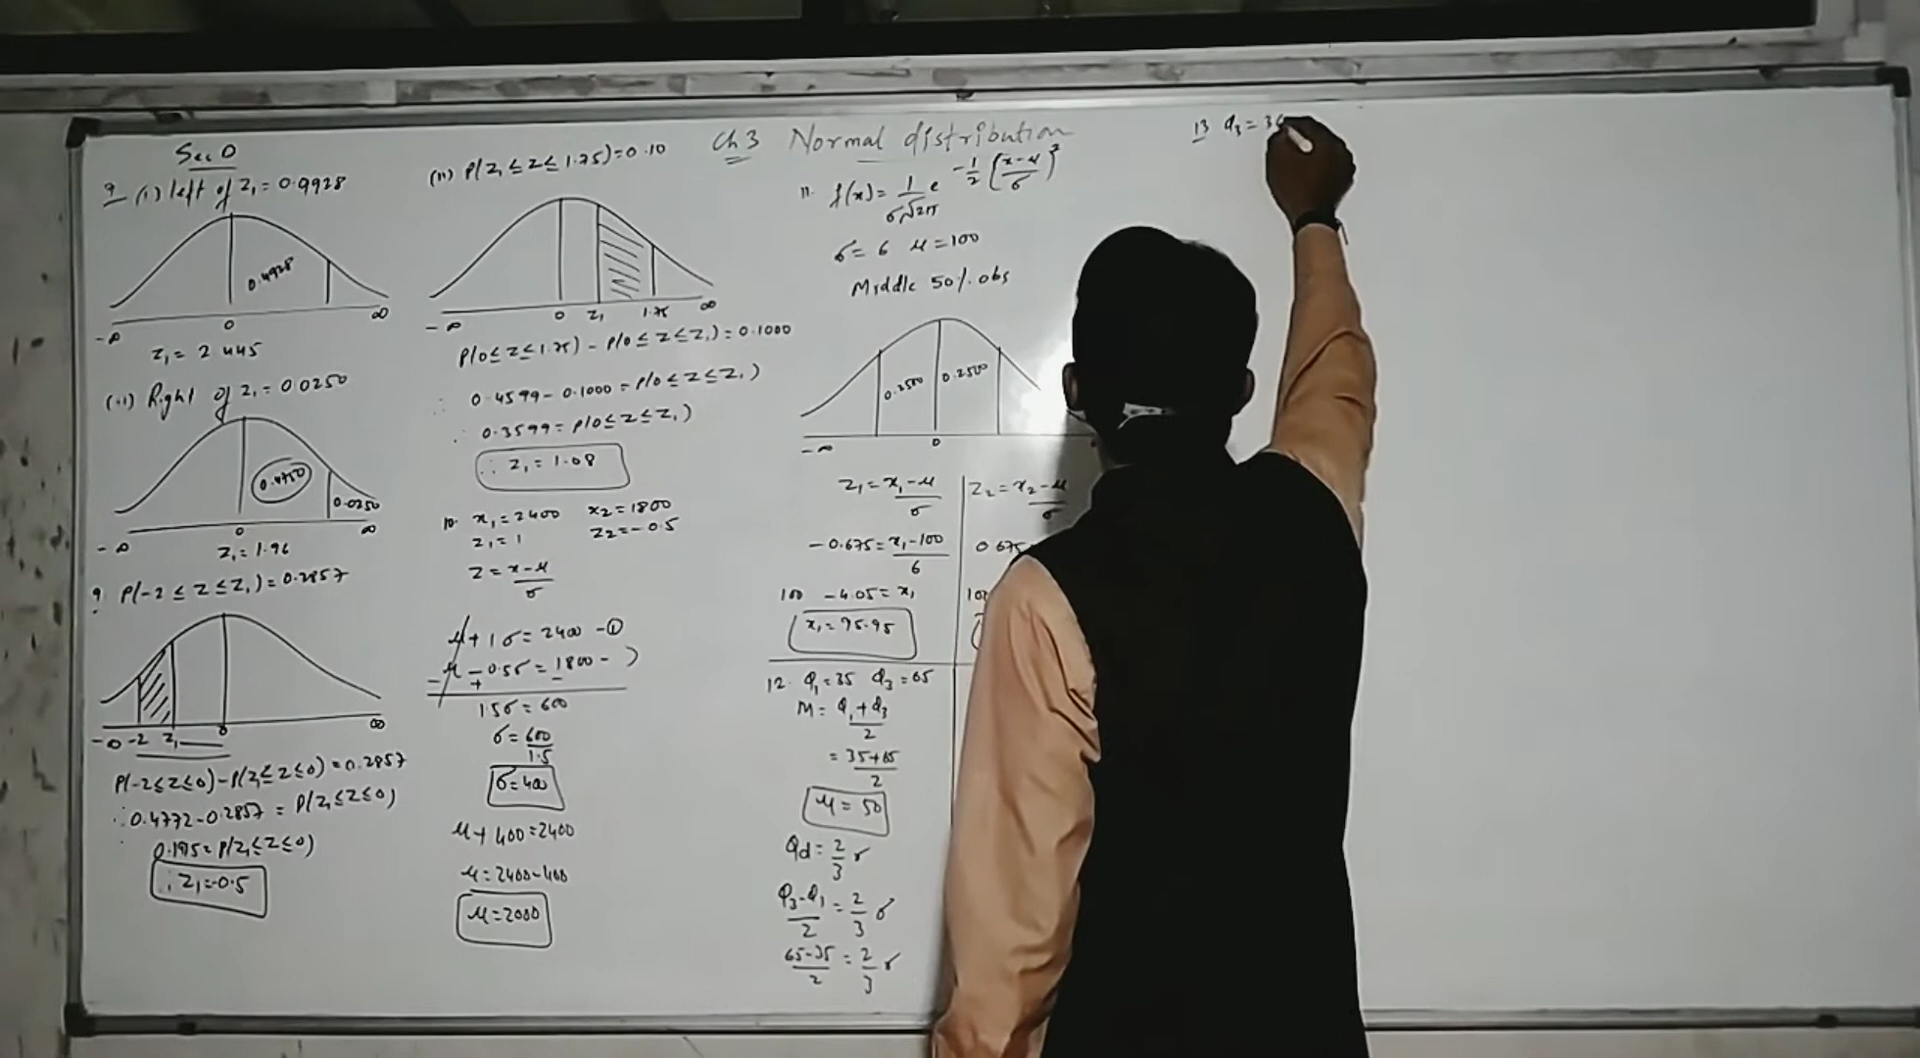 Ch 3 Normal distribution
Sec D
9 (i) left of z₁ = 0.9928
0.4928
-∞ 0 ∞
z₁ = 2.445
(ii) Right of z₁ = 0.0250
0.4750
0.0250
-∞ 0 ∞
z₁ = 1.96
9 P(-2 ≤ z ≤ z₁) = 0.2857
-∞ -2 z₁ 0 ∞
P(-2 ≤ z ≤ 0) - P(z₁ ≤ z ≤ 0) = 0.2857
∴ 0.4772 - 0.2857 = P(z₁ ≤ z ≤ 0)
= P(z₁ ≤ z ≤ 0)
∴ z₁ = -0.5
(ii) P(z₁ ≤ z ≤ 1.75) = 0.10
-∞ 0 z₁ 1.75 ∞
P(0 ≤ z ≤ 1.75) - P(0 ≤ z ≤ z₁) = 0.1000
∴ 0.4599 - 0.1000 = P(0 ≤ z ≤ z₁)
∴ 0.3599 = P(0 ≤ z ≤ z₁)
∴ z₁ = 1.08
10. x₁ = 2400 x₂ = 1800
z₁ = 1 z₂ = -0.5
z = (x - μ)/σ
μ + 1σ = 2400 - ①
μ - 0.5σ = 1800 -
1.5σ = 600
σ = 600/1.5
σ = 400
μ + 400 = 2400
μ = 2400 - 400
μ = 2000
11. f(x) = 1/(σ√2π) e^(-1/2 ((x-μ)/σ)²)
σ = 6 μ = 100
Middle 50% obs
0.2500 0.2500
-∞ 0
z₁ = (x₁ - μ)/σ z₂ = (x₂ - μ)/σ
-0.675 = (x₁ - 100)/6 0.675
100 - 4.05 = x₁
x₁ = 95.95
12. Q₁ = 35 Q₃ = 65
M = (Q₁ + Q₃)/2
= (35 + 65)/2
μ = 50
Qd = 2/3 σ
(Q₃ - Q₁)/2 = 2/3 σ
(65 - 35)/2 = 2/3 σ
13 Q₃ =